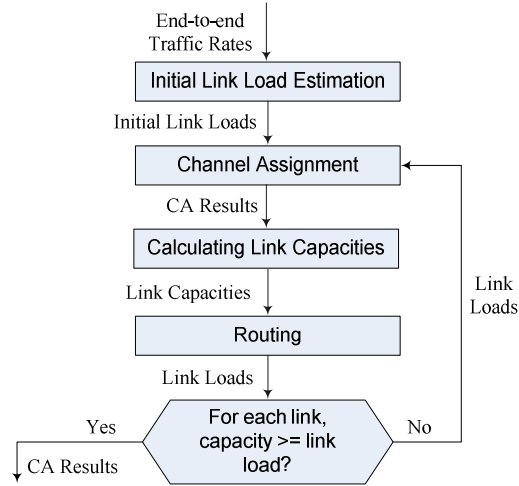 End-to-end
Traffic Rates
Initial Link Load Estimation
Initial Link Loads
Channel Assignment
CA Results
Calculating Link Capacities
Link Capacities
Link
Loads
Routing
Link Loads
For each link,
capacity >= link
load?
Yes
No
CA Results